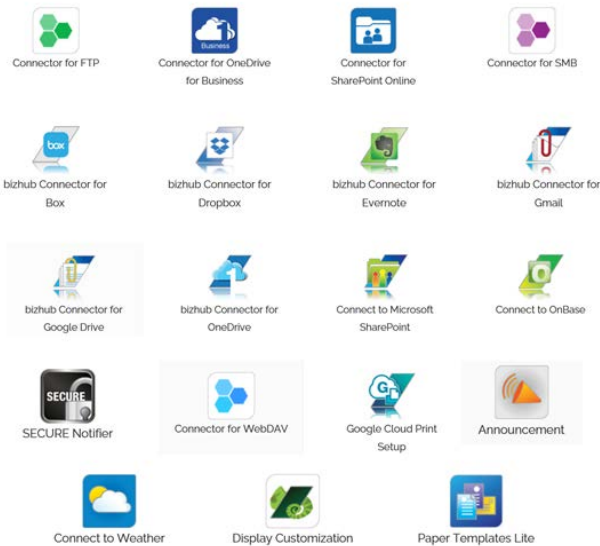 Business
Connector for FTP
Connector for OneDrive
for Business
Connector for
SharePoint Online
Connector for SMB
box
bizhub Connector for
Box
bizhub Connector for
Dropbox
bizhub Connector for
Evernote
bizhub Connector for
Gmail
bizhub Connector for
Google Drive
bizhub Connector for
OneDrive
Connect to Microsoft
SharePoint
Connect to OnBase
SECURE
G
SECURE Notifier
Connector for WebDAV
Google Cloud Print
Setup
Announcement
Connect to Weather
Display Customization
Paper Templates Lite